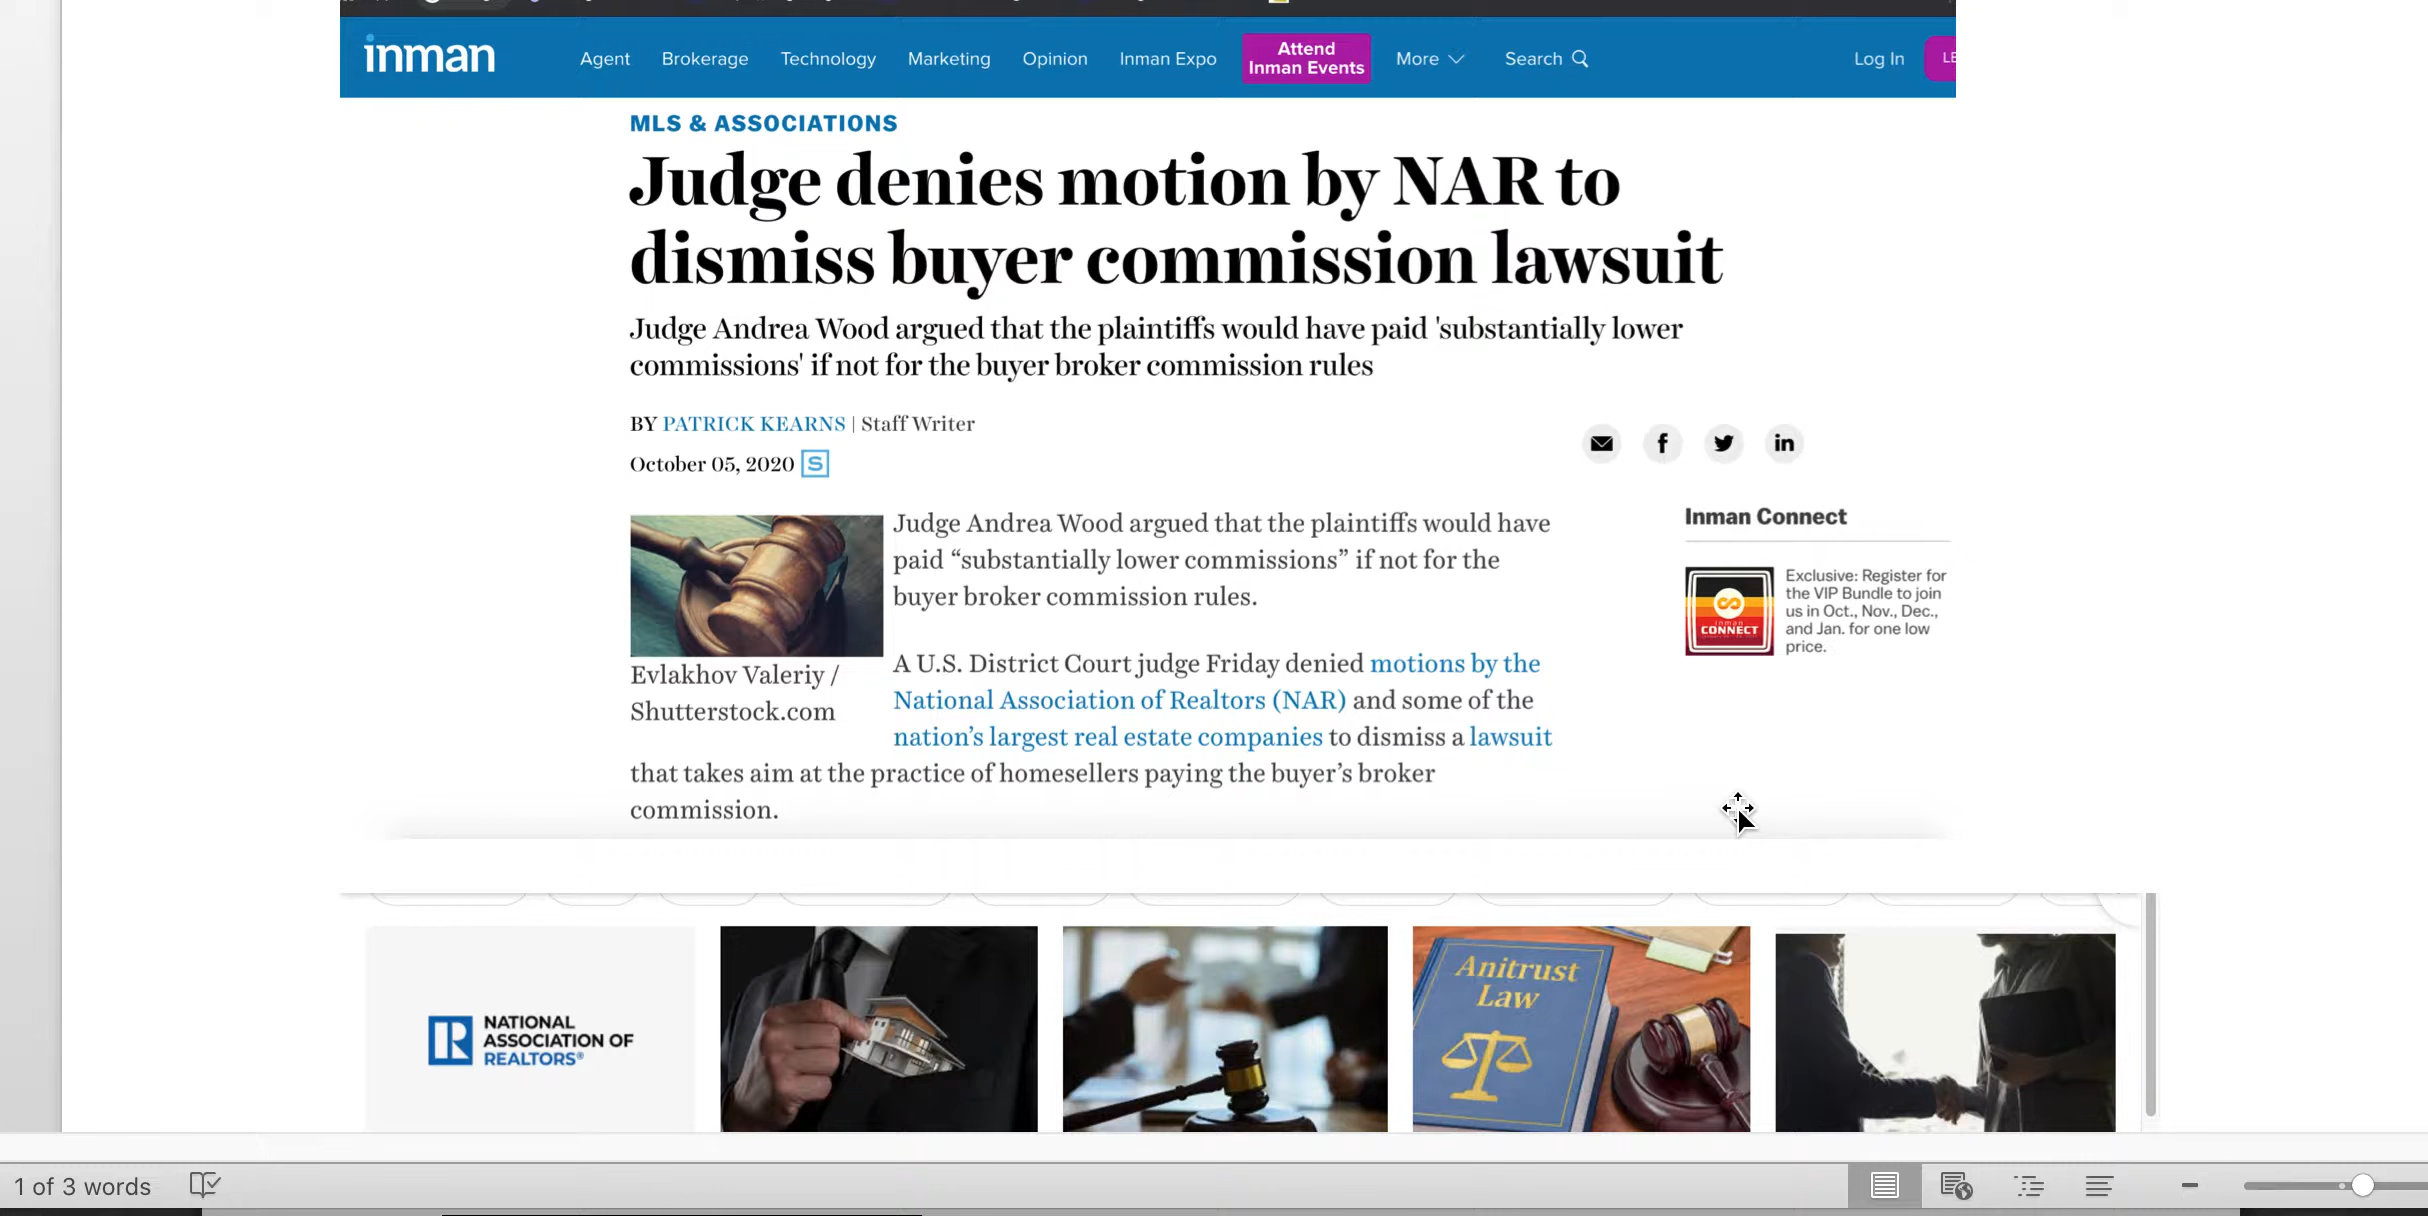 inman
Agent Brokerage Technology Marketing Opinion Inman Expo Attend Inman Events More Search Log In LE
MLS & ASSOCIATIONS
Judge denies motion by NAR to
dismiss buyer commission lawsuit
Judge Andrea Wood argued that the plaintiffs would have paid 'substantially lower
commissions' if not for the buyer broker commission rules
BY PATRICK KEARNS | Staff Writer
October 05, 2020 S
Judge Andrea Wood argued that the plaintiffs would have
paid “substantially lower commissions” if not for the
buyer broker commission rules.
Evlakhov Valeriy /
Shutterstock.com
A U.S. District Court judge Friday denied motions by the
National Association of Realtors (NAR) and some of the
nation’s largest real estate companies to dismiss a lawsuit
that takes aim at the practice of homesellers paying the buyer’s broker
commission.
Inman Connect
inman
CONNECT
Exclusive: Register for
the VIP Bundle to join
us in Oct., Nov., Dec.,
and Jan. for one low
price.
NATIONAL
ASSOCIATION OF
REALTORS®
Anitrust
Law
1 of 3 words